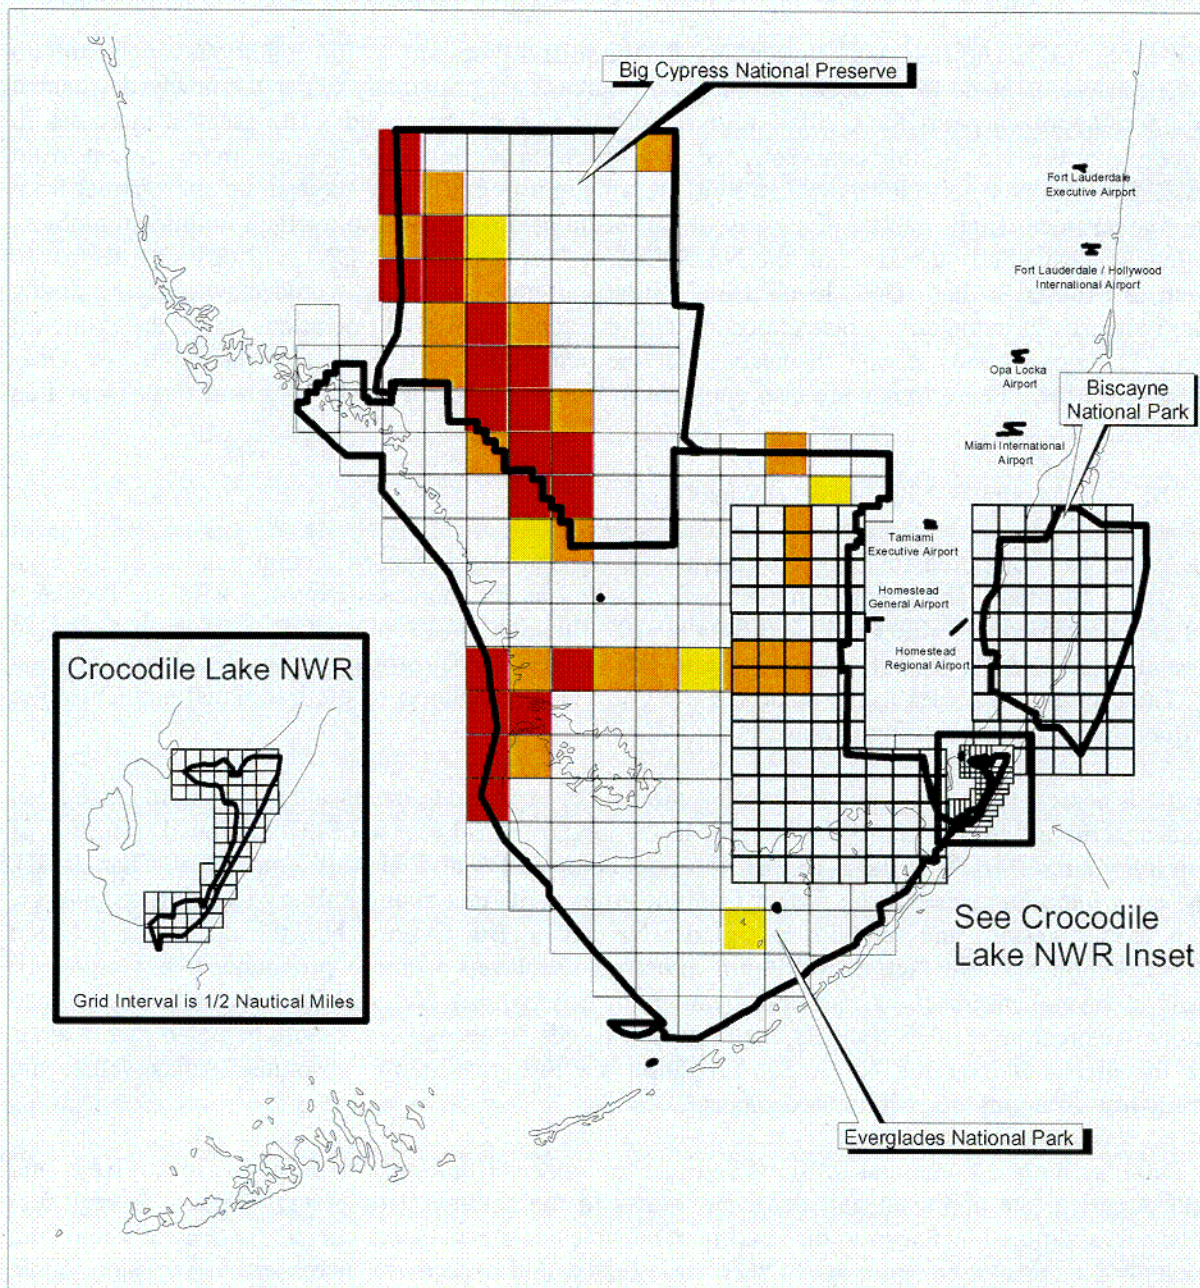 Big Cypress National Preserve
Fort Lauderdale
Executive Airport
Fort Lauderdale / Hollywood
International Airport
Opa Locka
Airport
Biscayne
National Park
Miami International
Airport
Tamiami
Executive Airport
Homestead
General Airport
Homestead
Regional Airport
Crocodile Lake NWR
Grid Interval is 1/2 Nautical Miles
See Crocodile
Lake NWR Inset
Everglades National Park